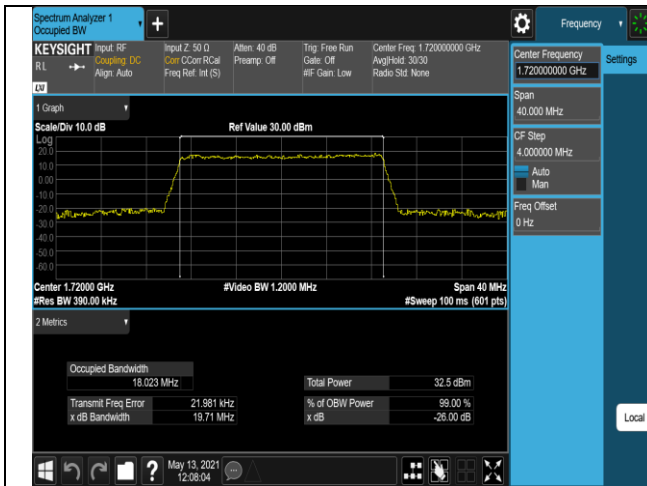 Spectrum Analyzer 1
Occupied BW
Frequency
KEYSIGHT
RL
LXI
Input: RF
Coupling: DC
Align: Auto
Input Z: 50 Ω
Corr CCorr RCal
Freq Ref: Int (S)
Atten: 40 dB
Preamp: Off
Trig: Free Run
Gate: Off
#IF Gain: Low
Center Freq: 1.720000000 GHz
Avg|Hold: 30/30
Radio Std: None
Center Frequency
1.720000000 GHz
Settings
Span
40.000 MHz
CF Step
4.000000 MHz
Auto
Man
Freq Offset
0 Hz
Local
1 Graph
Scale/Div 10.0 dB
Ref Value 30.00 dBm
Log
20.0
10.0
0.00
-10.0
-20.0
-30.0
-40.0
-50.0
-60.0
Center 1.72000 GHz
#Video BW 1.2000 MHz
Span 40 MHz
#Res BW 390.00 kHz
#Sweep 100 ms (601 pts)
2 Metrics
Occupied Bandwidth
18.023 MHz
Total Power 32.5 dBm
Transmit Freq Error 21.981 kHz
% of OBW Power 99.00 %
x dB Bandwidth 19.71 MHz
x dB -26.00 dB
?
May 13, 2021
12:08:04